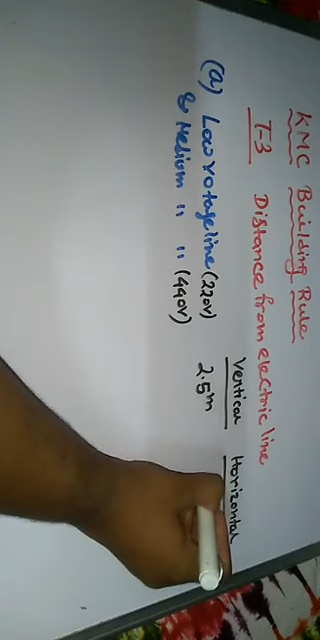 KMC Building Rule
T-3 Distance from electric line
Vertical Horizontal
(a) Low votage line (220V) 2.5m
& Medium " " (440V)